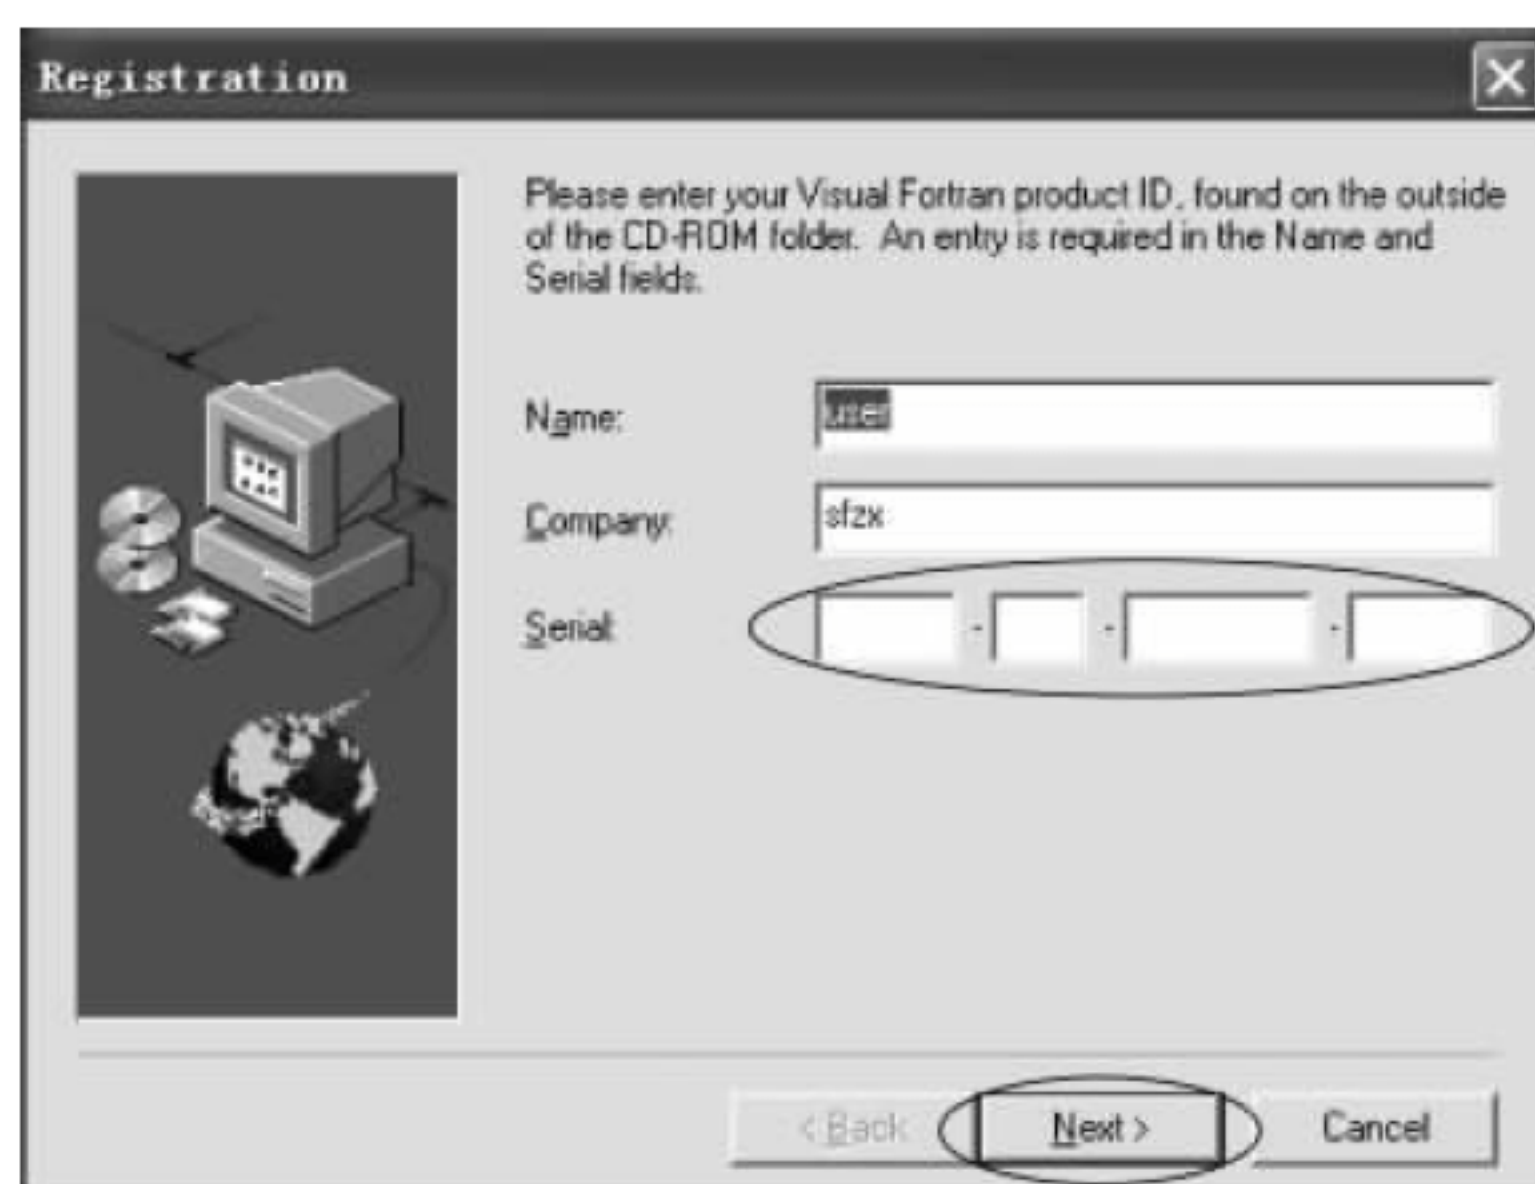 Registration
Please enter your Visual Fortran product ID, found on the outside
of the CD-ROM folder. An entry is required in the Name and
Serial fields.
Name: user
Company: sfzx
Serial: - - -
< Back Next > Cancel